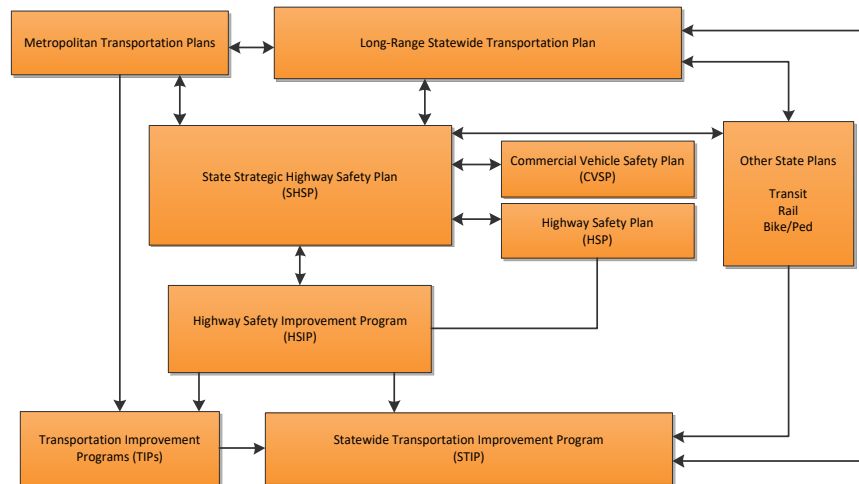 Metropolitan Transportation Plans
Long-Range Statewide Transportation Plan
State Strategic Highway Safety Plan
(SHSP)
Commercial Vehicle Safety Plan
(CVSP)
Highway Safety Plan
(HSP)
Other State Plans
Transit
Rail
Bike/Ped
Highway Safety Improvement Program
(HSIP)
Transportation Improvement
Programs (TIPs)
Statewide Transportation Improvement Program
(STIP)